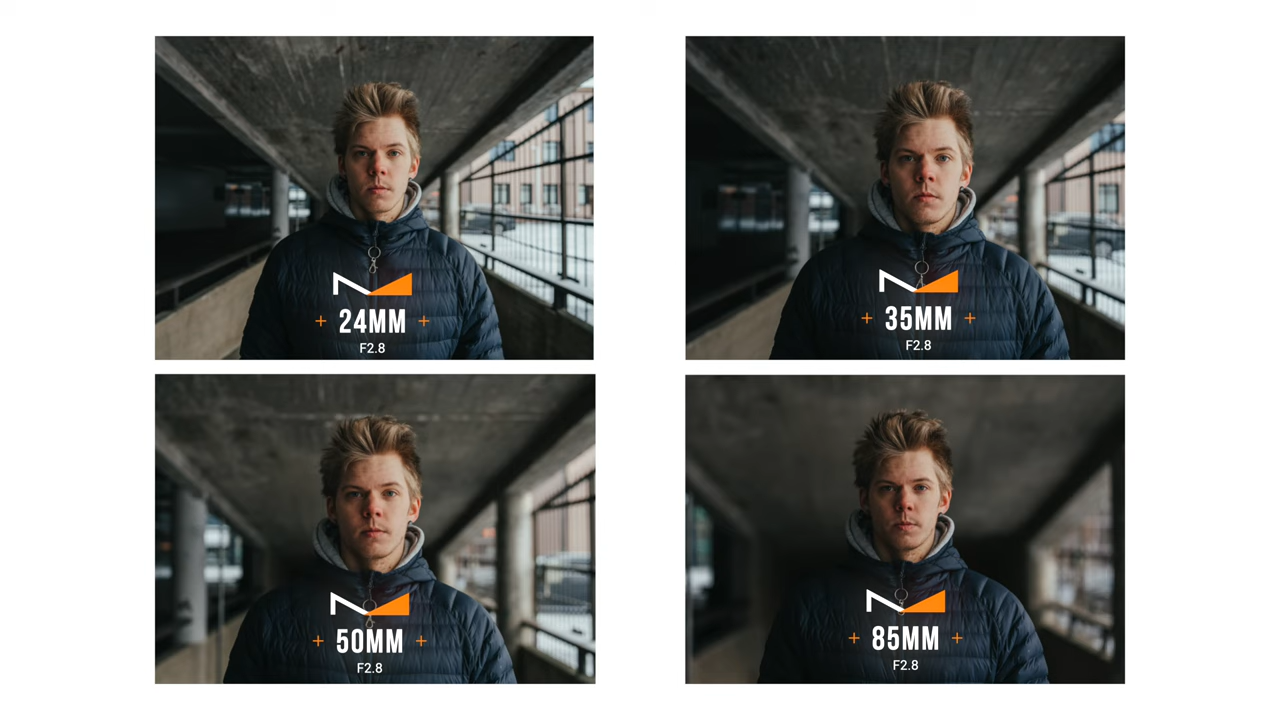 + 24MM +
F2.8
+ 35MM +
F2.8
+ 50MM +
F2.8
+ 85MM +
F2.8